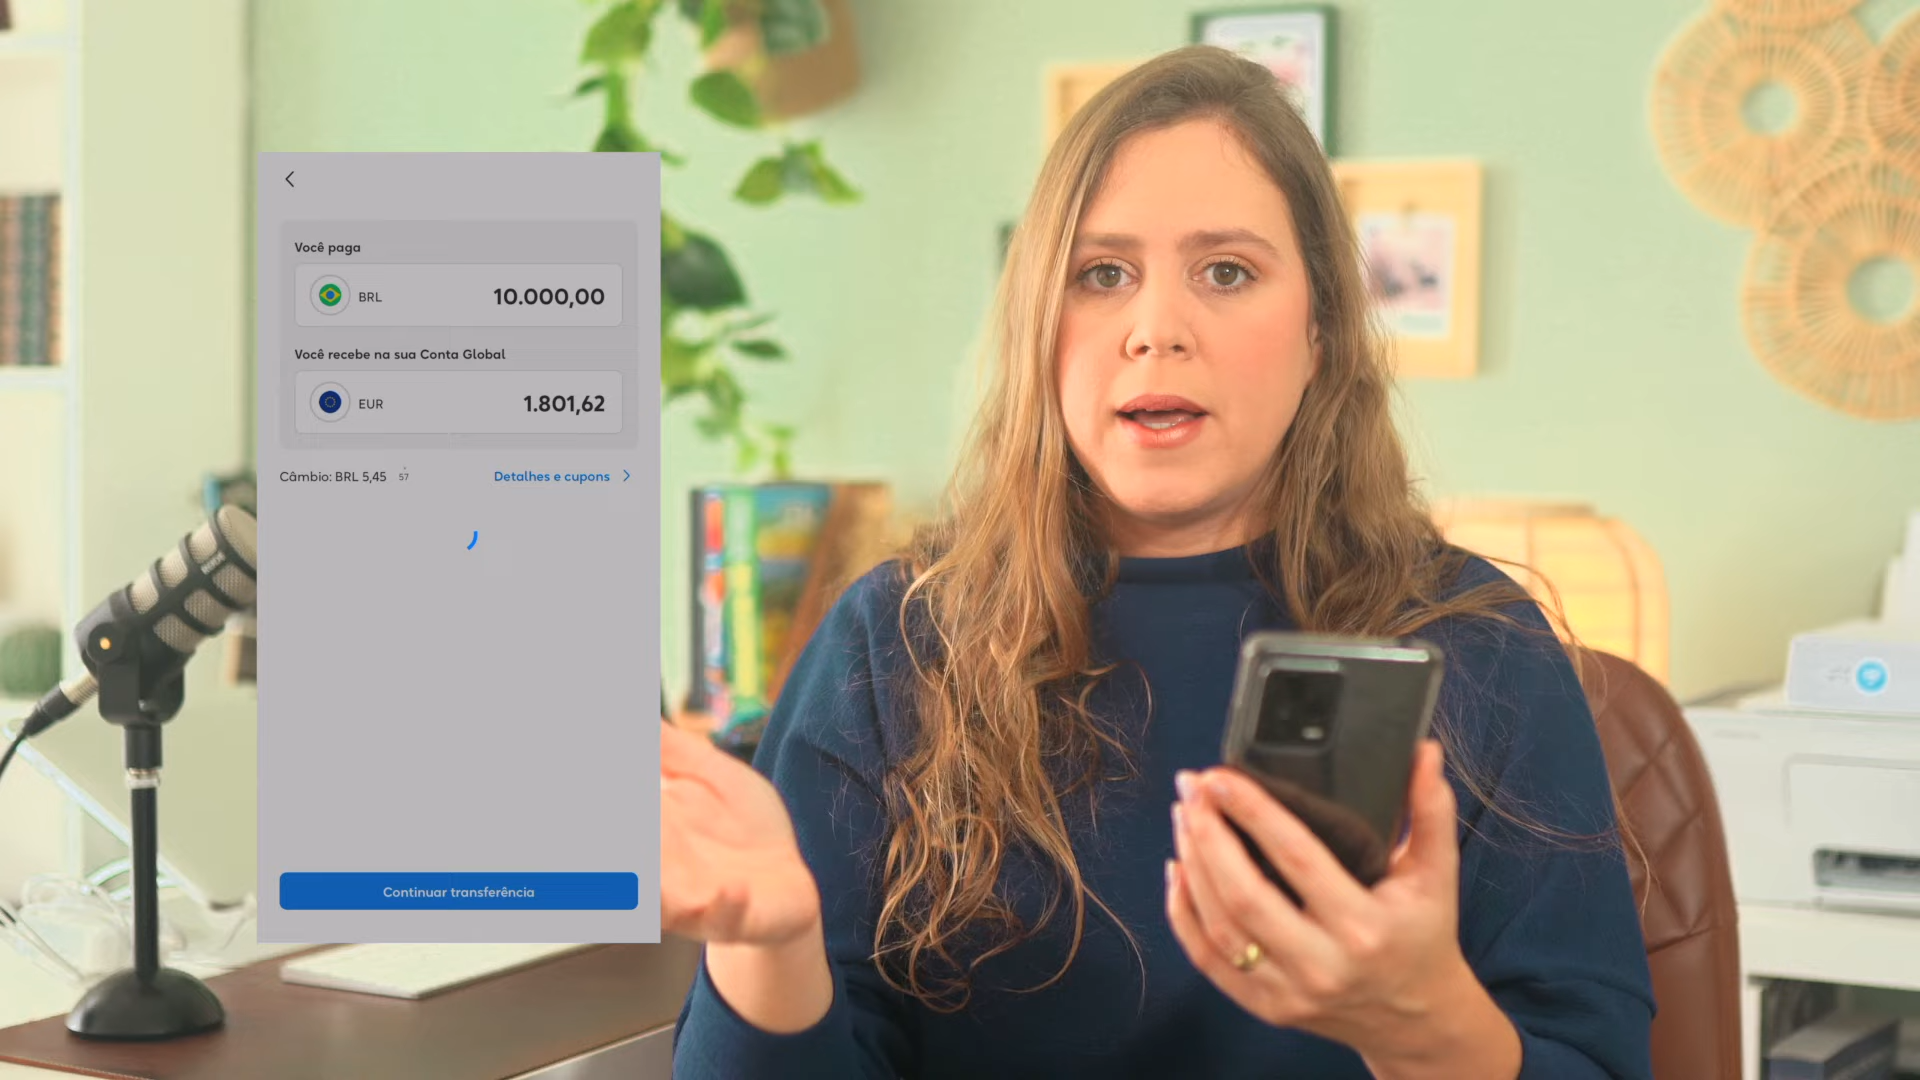 Você paga
BRL 10.000,00
Você recebe na sua Conta Global
EUR 1.801,62
Câmbio: BRL 5,45 57 Detalhes e cupons
Continuar transferência